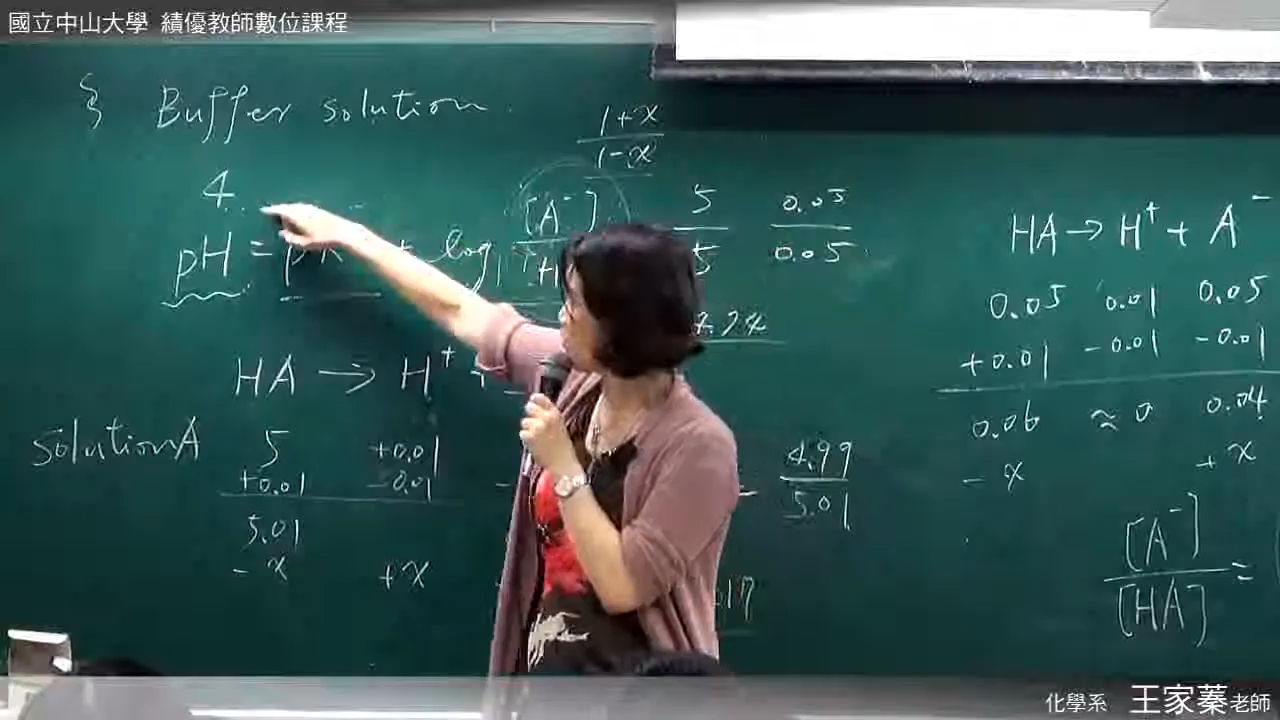 國立中山大學 績優教師數位課程
§ Buffer solution.
1+x
1-x
4.
[A⁻] 5 0.05
pH = pK + log
5 0.05
HA → H⁺ + A⁻
0.05 0.01 0.05
+0.01 -0.01 -0.01
0.06 ≈0 0.04
-x +x
[A⁻]
[HA] =
HA → H⁺ +
Solution A 5 +0.01
+0.01 -0.01
5.01
-x +x
4.99
5.01
化學系 王家蓁老師